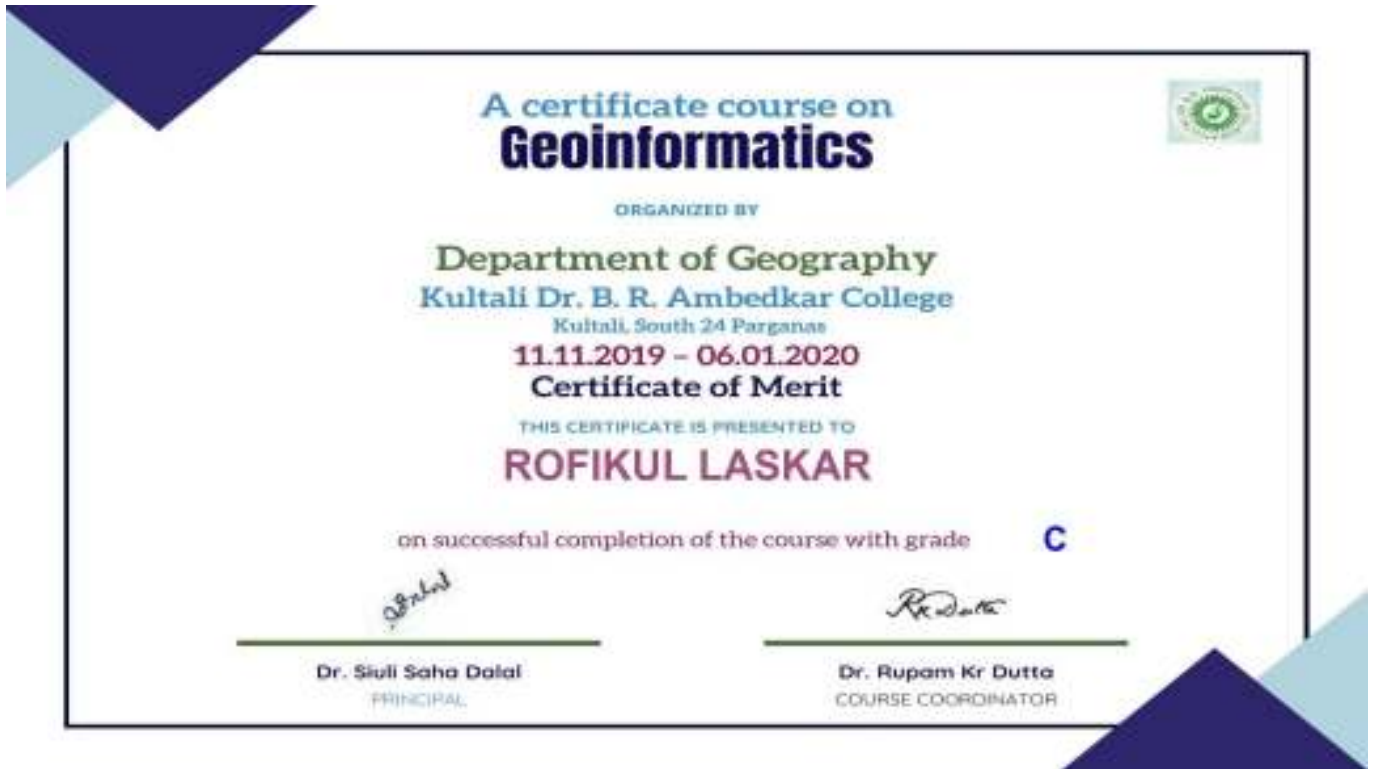 A certificate course on
Geoinformatics
ORGANIZED BY
Department of Geography
Kultali Dr. B. R. Ambedkar College
Kultali, South 24 Parganas
11.11.2019 – 06.01.2020
Certificate of Merit
THIS CERTIFICATE IS PRESENTED TO
ROFIKUL LASKAR
on successful completion of the course with grade C
Dr. Siuli Saha Dalal
PRINCIPAL
Dr. Rupam Kr Dutta
COURSE COORDINATOR